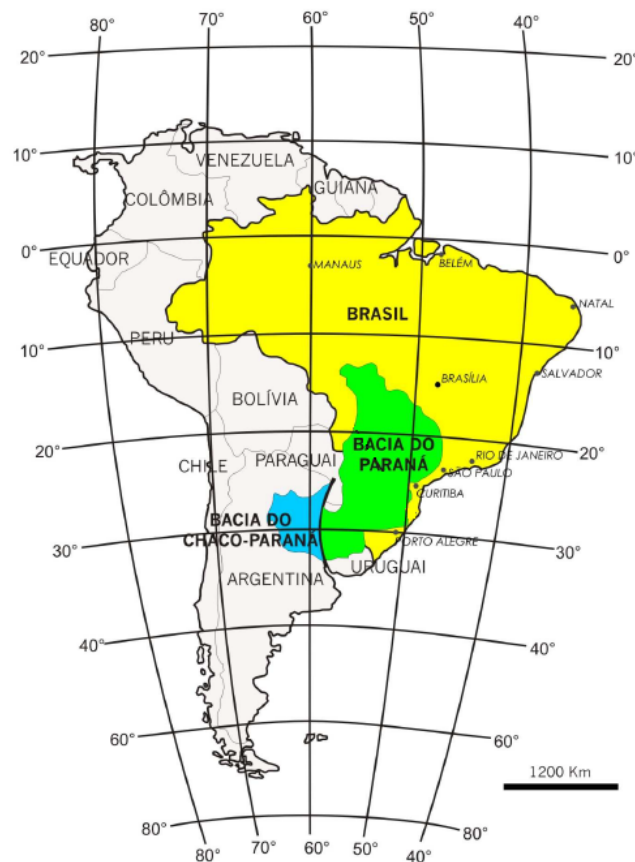 80° 70° 60° 50° 40°
20° 20°
10° 10°
VENEZUELA
GUIANA
COLÔMBIA
0° 0°
EQUADOR
MANAUS
BELÉM
NATAL
BRASIL
PERU
10° 10°
BRASÍLIA
SALVADOR
BOLÍVIA
20° 20°
BACIA DO
PARANÁ
CHILE
PARAGUAI
RIO DE JANEIRO
SÃO PAULO
CURITIBA
BACIA DO
CHACO-PARANÁ
30° 30°
PORTO ALEGRE
URUGUAI
ARGENTINA
40° 40°
60° 60°
1200 Km
80° 80°
70° 60° 50° 40°